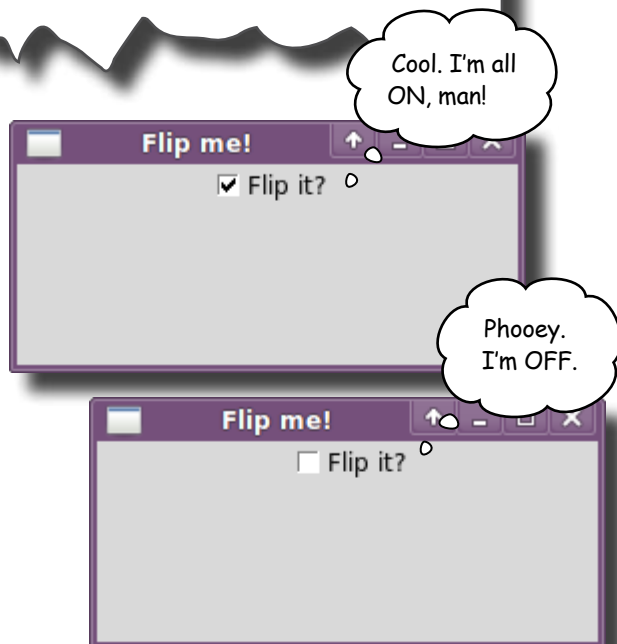 Cool. I'm all
ON, man!
Flip me!
Flip it?
Phooey.
I'm OFF.
Flip me!
Flip it?